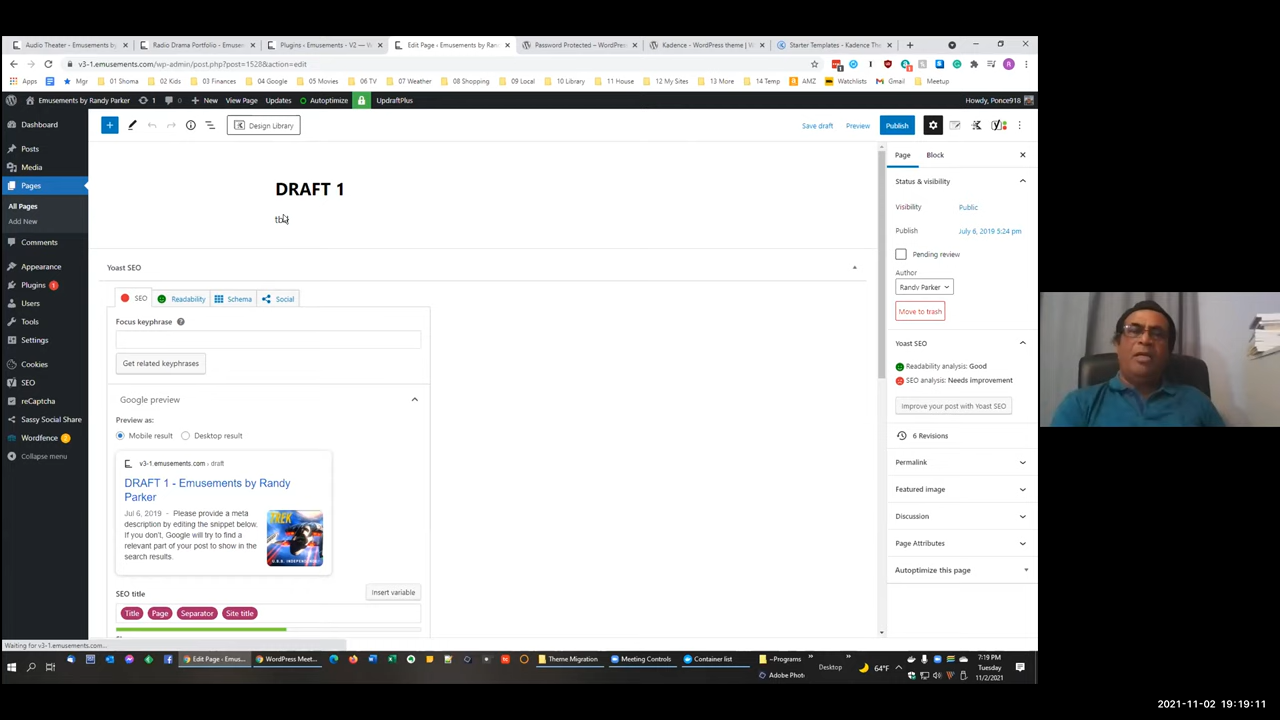 Audio Theater - Emusements by
Radio Drama Portfolio - Emuseme
Plugins ‹ Emusements - V2 — W
Edit Page ‹ Emusements by Rand
Password Protected – WordPress
Kadence - WordPress theme | W
Starter Templates - Kadence The
v3-1.emusements.com/wp-admin/post.php?post=1528&action=edit
Apps
Mgr
01 Shoma
02 Kids
03 Finances
04 Google
05 Movies
06 TV
07 Weather
08 Shopping
09 Local
10 Library
11 House
12 My Sites
13 More
14 Temp
AMZ
Watchlists
Gmail
Meetup
Emusements by Randy Parker
1
0
New
View Page
Updates
Autoptimize
UpdraftPlus
Howdy, Ponce918
Dashboard
Posts
Media
Pages
All Pages
Add New
Comments
Appearance
Plugins 1
Users
Tools
Settings
Cookies
SEO
reCaptcha
Sassy Social Share
Wordfence 2
Collapse menu
Design Library
Save draft
Preview
Publish
DRAFT 1
Yoast SEO
SEO
Readability
Schema
Social
Focus keyphrase
Get related keyphrases
Google preview
Preview as:
Mobile result
Desktop result
v3-1.emusements.com › draft
DRAFT 1 - Emusements by Randy
Parker
Jul 6, 2019 - Please provide a meta
description by editing the snippet below.
If you don't, Google will try to find a
relevant part of your post to show in the
search results.
TREK
U.S.S. INDEPENDENCE
SEO title
Insert variable
Title
Page
Separator
Site title
Page
Block
Status & visibility
Visibility
Public
Publish
July 6, 2019 5:24 pm
Pending review
Author
Randy Parker
Move to trash
Yoast SEO
Readability analysis: Good
SEO analysis: Needs improvement
Improve your post with Yoast SEO
6 Revisions
Permalink
Featured image
Discussion
Page Attributes
Autoptimize this page
Waiting for v3-1.emusements.com...
Edit Page - Emus...
WordPress Meet...
Theme Migration
Meeting Controls
Container list
~Programs
Adobe Phot
Desktop
64°F
7:19 PM
Tuesday
11/2/2021
2021-11-02 19:19:11